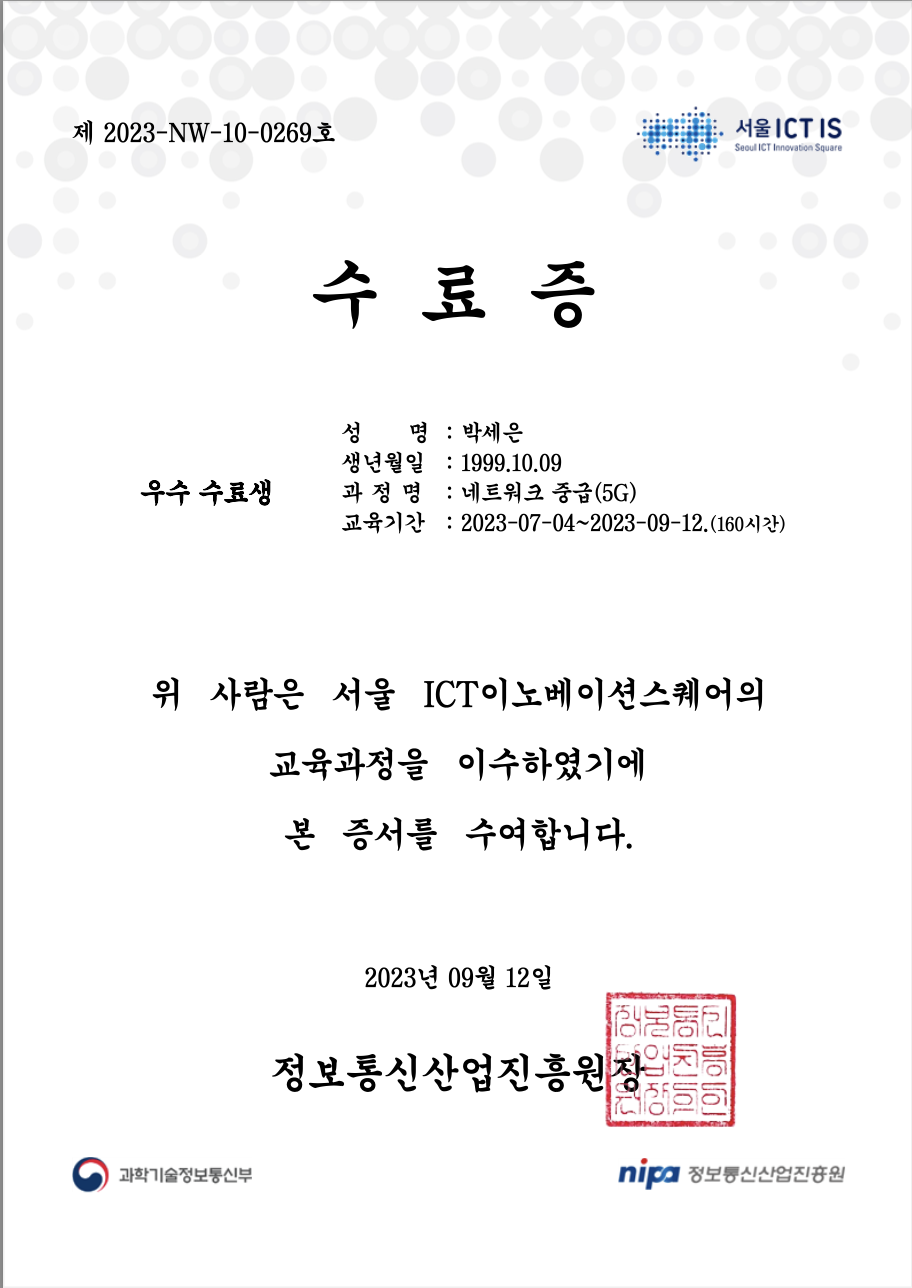 제 2023-NW-10-0269호
서울 ICT IS
Seoul ICT Innovation Square
수 료 증
우수 수료생
성 명 : 박세은
생년월일 : 1999.10.09
과 정 명 : 네트워크 중급(5G)
교육기간 : 2023-07-04~2023-09-12.(160시간)
위 사람은 서울 ICT이노베이션스퀘어의
교육과정을 이수하였기에
본 증서를 수여합니다.
2023년 09월 12일
정보통신산업진흥원장
과학기술정보통신부
nipa 정보통신산업진흥원